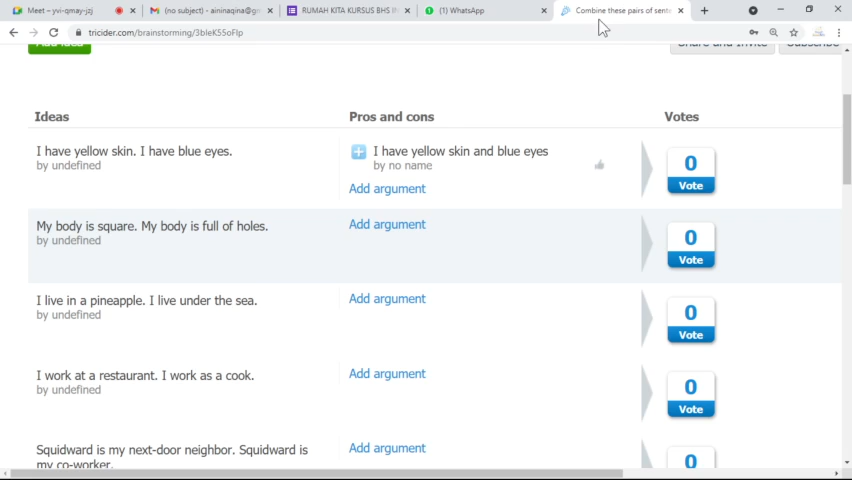 Meet – yvi-qmay-jzj
(no subject) - aininaqina@gm
RUMAH KITA KURSUS BHS IN
(1) WhatsApp
Combine these pairs of sente
tricider.com/brainstorming/3bleK55oFlp
Add idea
Share and invite
Subscribe
Ideas
Pros and cons
Votes
I have yellow skin. I have blue eyes.
by undefined
I have yellow skin and blue eyes
by no name
Add argument
0
Vote
My body is square. My body is full of holes.
by undefined
Add argument
0
Vote
I live in a pineapple. I live under the sea.
by undefined
Add argument
0
Vote
I work at a restaurant. I work as a cook.
by undefined
Add argument
0
Vote
Squidward is my next-door neighbor. Squidward is
my co-worker.
Add argument
0